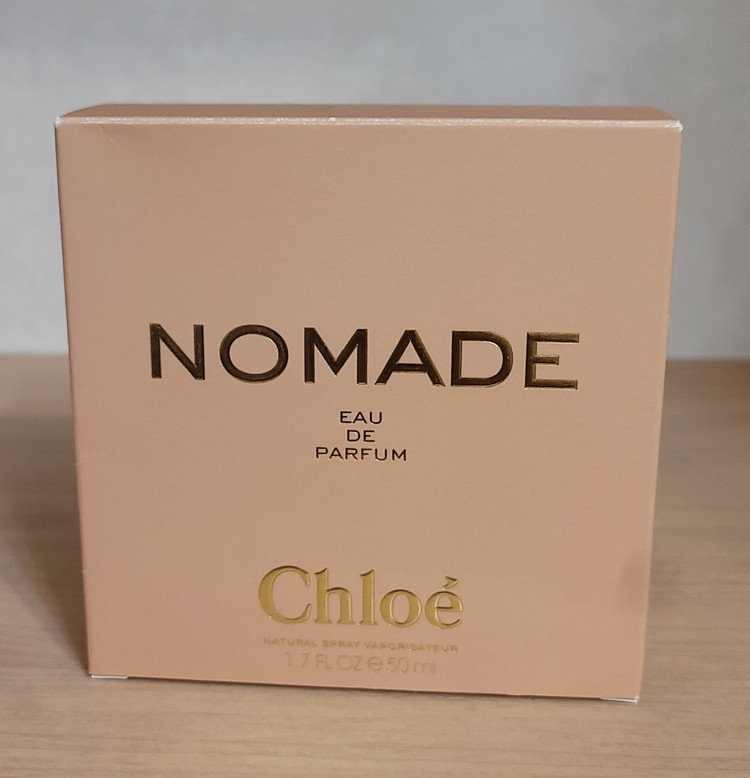 NOMADE
EAU
DE
PARFUM
Chloé
NATURAL SPRAY VAPORISATEUR
1.7 FL OZ ℮ 50 ml